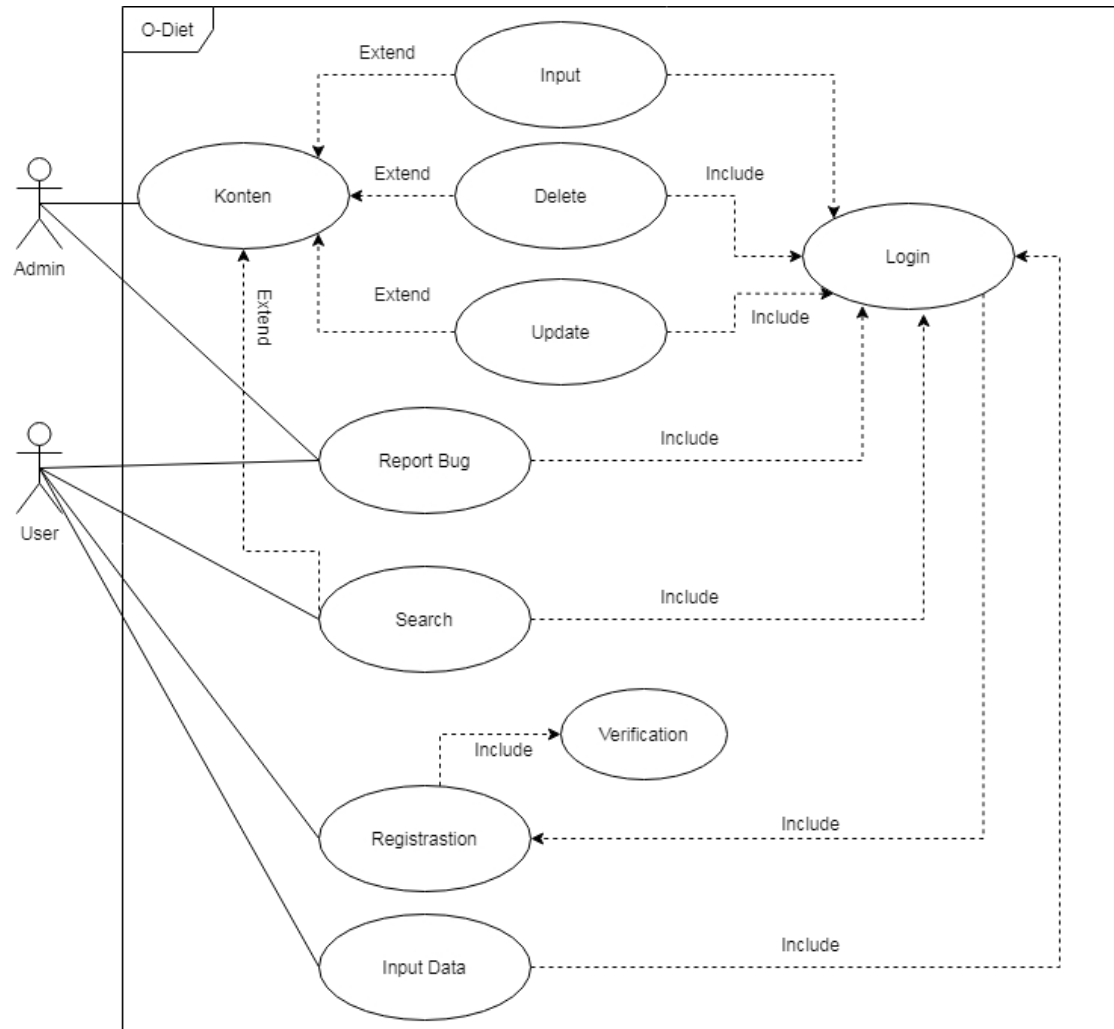 O-Diet
Extend
Input
Konten
Extend
Delete
Include
Login
Admin
Extend
Extend
Update
Include
Report Bug
Include
User
Search
Include
Verification
Include
Registrastion
Include
Input Data
Include